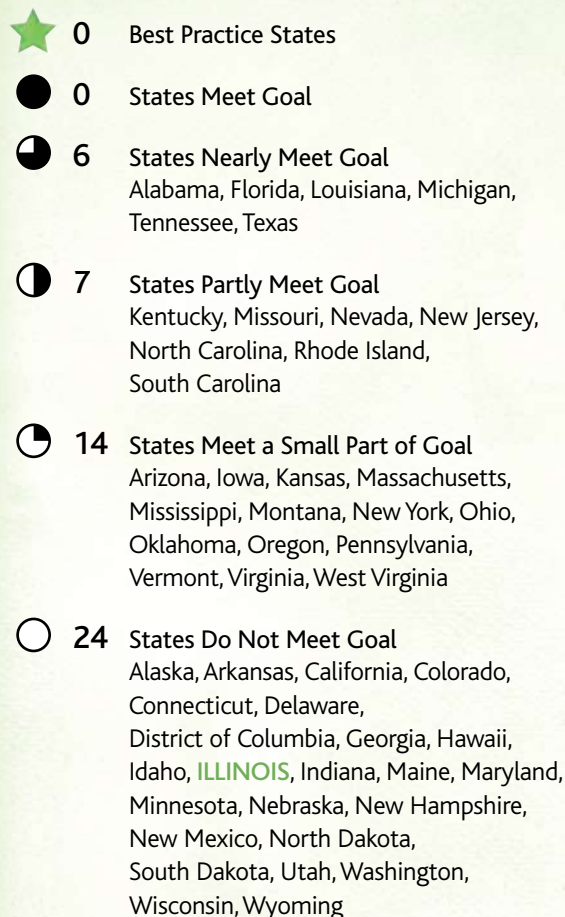 0 Best Practice States
0 States Meet Goal
6 States Nearly Meet Goal
Alabama, Florida, Louisiana, Michigan,
Tennessee, Texas
7 States Partly Meet Goal
Kentucky, Missouri, Nevada, New Jersey,
North Carolina, Rhode Island,
South Carolina
14 States Meet a Small Part of Goal
Arizona, Iowa, Kansas, Massachusetts,
Mississippi, Montana, New York, Ohio,
Oklahoma, Oregon, Pennsylvania,
Vermont, Virginia, West Virginia
24 States Do Not Meet Goal
Alaska, Arkansas, California, Colorado,
Connecticut, Delaware,
District of Columbia, Georgia, Hawaii,
Idaho, ILLINOIS, Indiana, Maine, Maryland,
Minnesota, Nebraska, New Hampshire,
New Mexico, North Dakota,
South Dakota, Utah, Washington,
Wisconsin, Wyoming